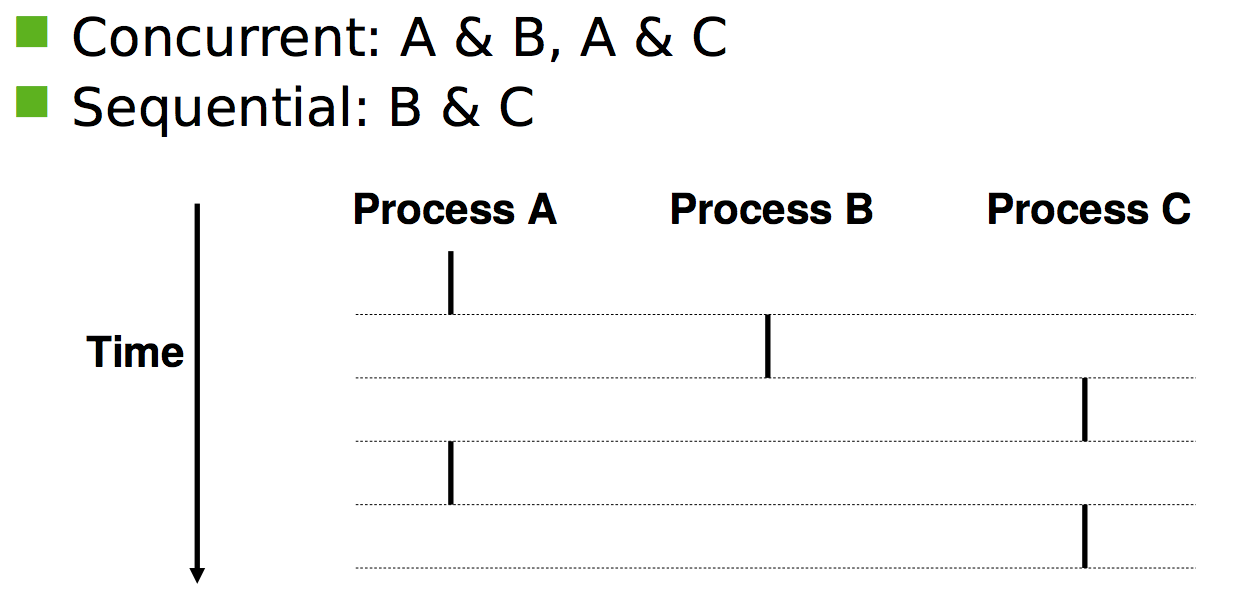 Concurrent: A & B, A & C
Sequential: B & C
Process A Process B Process C
Time